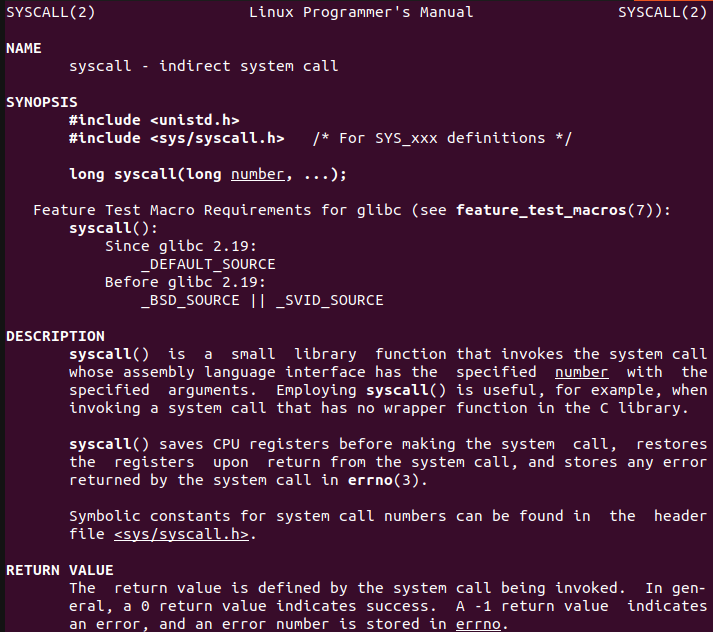 SYSCALL(2) Linux Programmer's Manual SYSCALL(2)
NAME
syscall - indirect system call
SYNOPSIS
#include <unistd.h>
#include <sys/syscall.h> /* For SYS_xxx definitions */
long syscall(long number, ...);
Feature Test Macro Requirements for glibc (see feature_test_macros(7)):
syscall():
Since glibc 2.19:
_DEFAULT_SOURCE
Before glibc 2.19:
_BSD_SOURCE || _SVID_SOURCE
DESCRIPTION
syscall() is a small library function that invokes the system call
whose assembly language interface has the specified number with the
specified arguments. Employing syscall() is useful, for example, when
invoking a system call that has no wrapper function in the C library.
syscall() saves CPU registers before making the system call, restores
the registers upon return from the system call, and stores any error
returned by the system call in errno(3).
Symbolic constants for system call numbers can be found in the header
file <sys/syscall.h>.
RETURN VALUE
The return value is defined by the system call being invoked. In gen-
eral, a 0 return value indicates success. A -1 return value indicates
an error, and an error number is stored in errno.